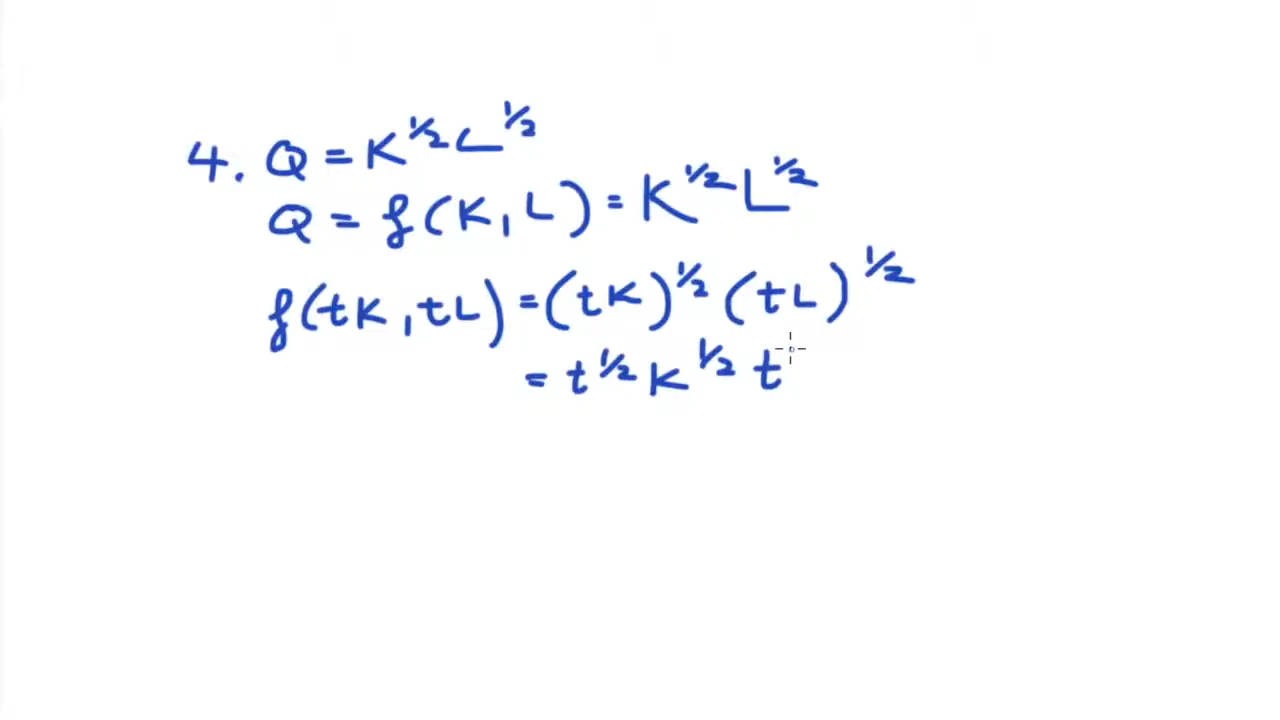 4. Q = K^{1/2} L^{1/2}
Q = f(K, L) = K^{1/2} L^{1/2}
f(tK, tL) = (tK)^{1/2} (tL)^{1/2}
= t^{1/2} K^{1/2} t